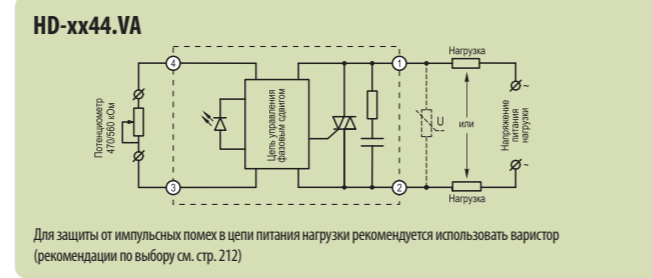 HD-xx44.VA
4
1
Нагрузка
Потенциометр
470/560 кОм
Цепь управления
фазовым сдвигом
U
или
~
Напряжение
питания
нагрузки
~
3
2
Нагрузка
Для защиты от импульсных помех в цепи питания нагрузки рекомендуется использовать варистор
(рекомендации по выбору см. стр. 212)